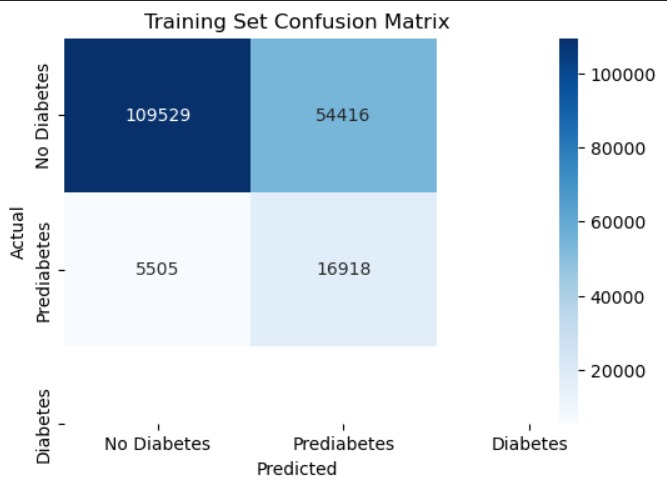 Training Set Confusion Matrix
No Diabetes
109529
54416
Actual
Prediabetes
5505
16918
Diabetes
No Diabetes
Prediabetes
Diabetes
Predicted
100000
80000
60000
40000
20000